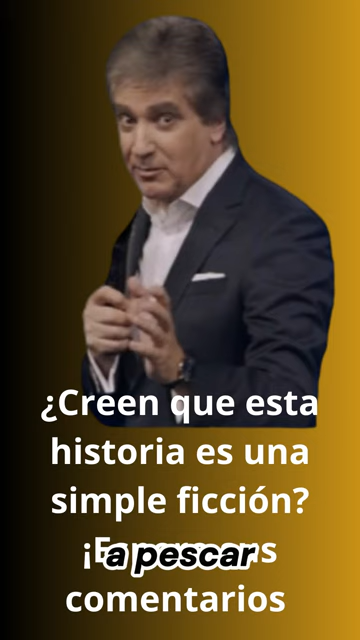 ¿Creen que esta
historia es una
simple ficción?
a pescar
comentarios